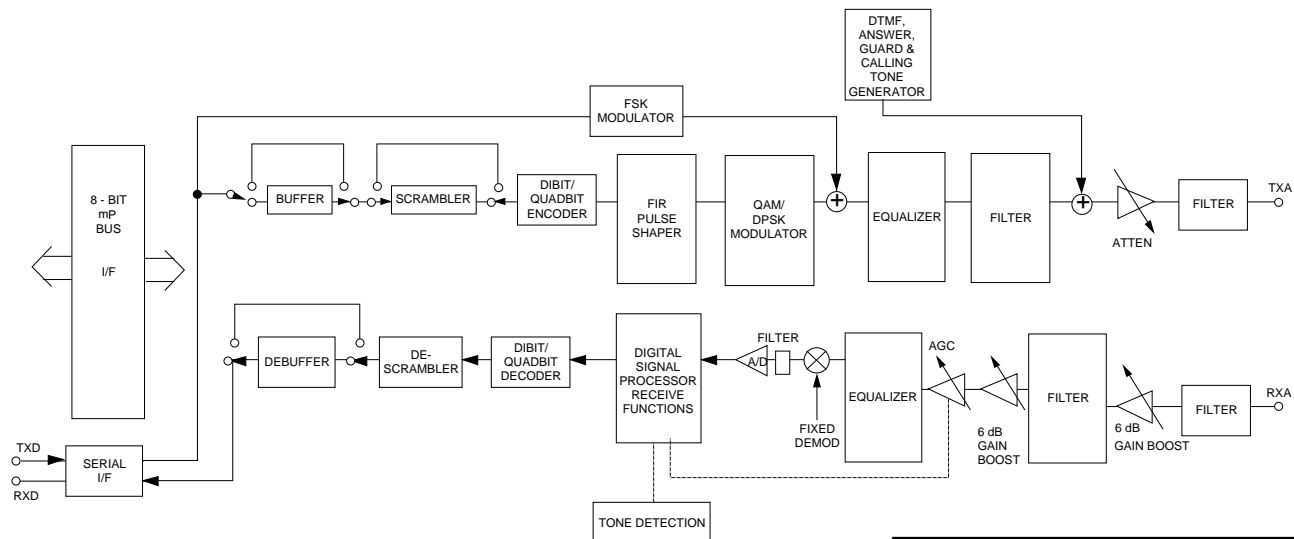 DTMF,
ANSWER,
GUARD &
CALLING
TONE
GENERATOR
FSK
MODULATOR
8 - BIT
mP
BUS
I/F
BUFFER
SCRAMBLER
DIBIT/
QUADBIT
ENCODER
FIR
PULSE
SHAPER
QAM/
DPSK
MODULATOR
+
EQUALIZER
FILTER
+
ATTEN
FILTER
TXA
DEBUFFER
DE-
SCRAMBLER
DIBIT/
QUADBIT
DECODER
DIGITAL
SIGNAL
PROCESSOR
RECEIVE
FUNCTIONS
A/D
FILTER
FIXED
DEMOD
EQUALIZER
AGC
6 dB
GAIN
BOOST
FILTER
6 dB
GAIN BOOST
FILTER
RXA
TXD
RXD
SERIAL
I/F
TONE DETECTION